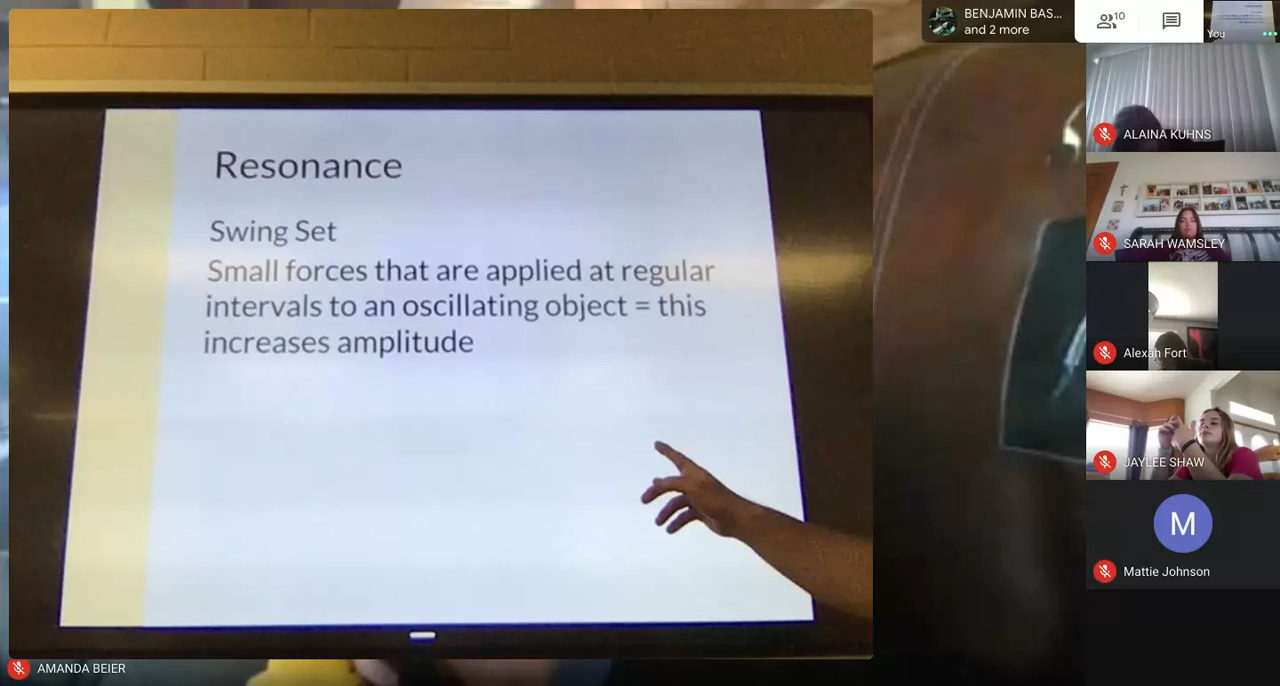 Resonance
Swing Set
Small forces that are applied at regular
intervals to an oscillating object = this
increases amplitude
AMANDA BEIER
BENJAMIN BAS...
and 2 more
10
You
ALAINA KUHNS
SARAH WAMSLEY
Alexah Fort
JAYLEE SHAW
M
Mattie Johnson